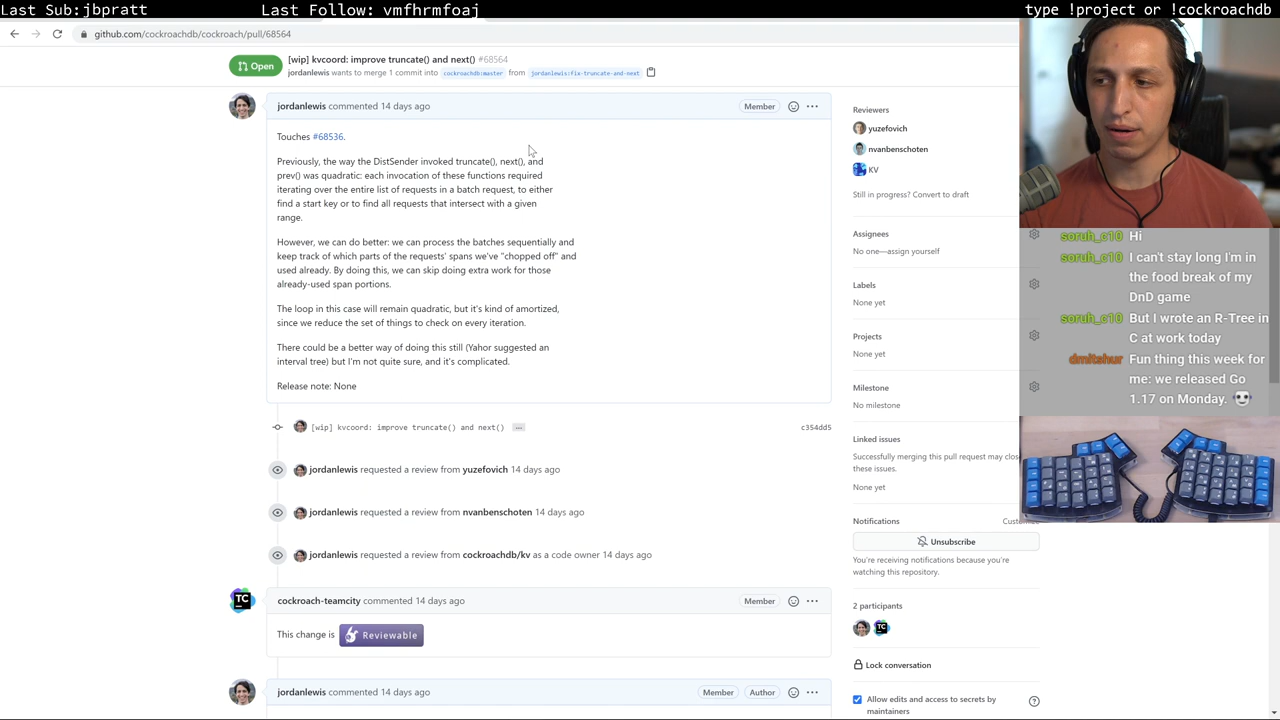 Last Sub:jbpratt
Last Follow: vmfhrmfoaj
type !project or !cockroachdb
github.com/cockroachdb/cockroach/pull/68564
Open
[wip] kvcoord: improve truncate() and next() #68564
jordanlewis wants to merge 1 commit into cockroachdb:master from jordanlewis:fix-truncate-and-next
jordanlewis commented 14 days ago
Member
Touches #68536.
Previously, the way the DistSender invoked truncate(), next(), and
prev() was quadratic: each invocation of these functions required
iterating over the entire list of requests in a batch request, to either
find a start key or to find all requests that intersect with a given
range.
However, we can do better: we can process the batches sequentially and
keep track of which parts of the requests' spans we've "chopped off" and
used already. By doing this, we can skip doing extra work for those
already-used span portions.
The loop in this case will remain quadratic, but it's kind of amortized,
since we reduce the set of things to check on every iteration.
There could be a better way of doing this still (Yahor suggested an
interval tree) but I'm not quite sure, and it's complicated.
Release note: None
[wip] kvcoord: improve truncate() and next() ...
c354dd5
jordanlewis requested a review from yuzefovich 14 days ago
jordanlewis requested a review from nvanbenschoten 14 days ago
jordanlewis requested a review from cockroachdb/kv as a code owner 14 days ago
TC
cockroach-teamcity commented 14 days ago
Member
This change is Reviewable
jordanlewis commented 14 days ago
Member
Author
Reviewers
yuzefovich
nvanbenschoten
KV
Still in progress? Convert to draft
Assignees
No one—assign yourself
Labels
None yet
Projects
None yet
Milestone
No milestone
Linked issues
Successfully merging this pull request may close
these issues.
None yet
Notifications
Unsubscribe
You're receiving notifications because you're
watching this repository.
2 participants
TC
Lock conversation
Allow edits and access to secrets by
maintainers
soruh_c10 Hi
soruh_c10 I can't stay long I'm in
the food break of my
DnD game
soruh_c10 But I wrote an R-Tree in
C at work today
dmitshur Fun thing this week for
me: we released Go
1.17 on Monday.